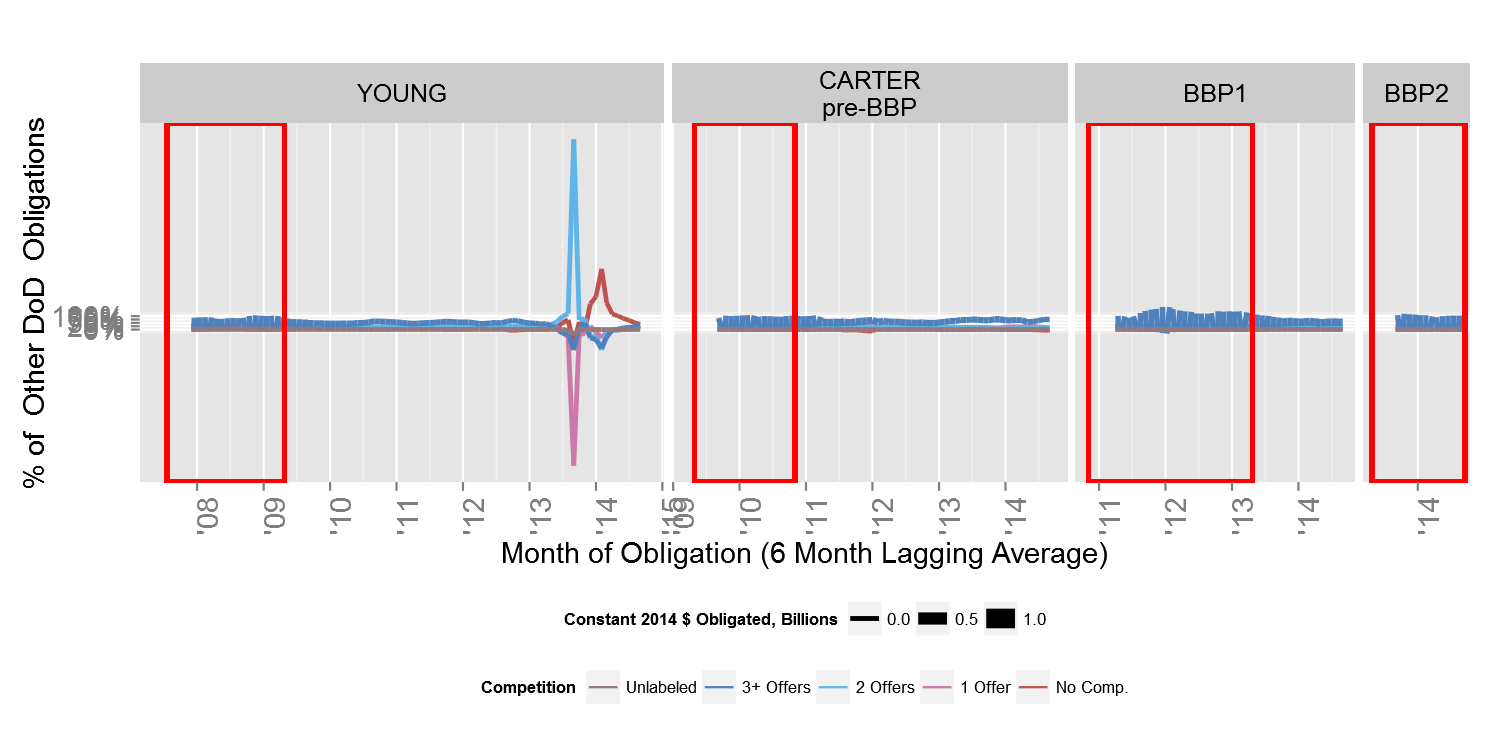 YOUNG
CARTER
pre-BBP
BBP1
BBP2
% of Other DoD Obligations
'08
'09
'10
'11
'12
'13
'14
'15
'09
'10
'11
'12
'13
'14
'11
'12
'13
'14
'14
Month of Obligation (6 Month Lagging Average)
Constant 2014 $ Obligated, Billions 0.0 0.5 1.0
Competition Unlabeled 3+ Offers 2 Offers 1 Offer No Comp.